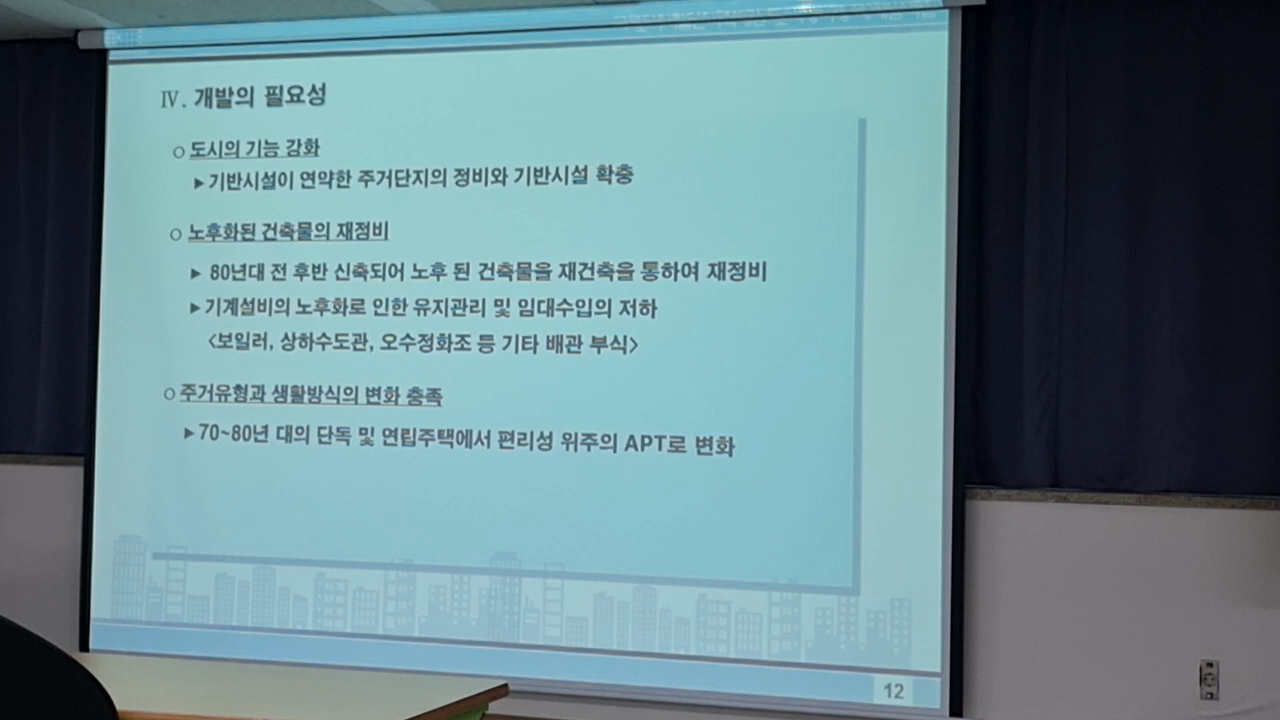 Ⅳ. 개발의 필요성
○ 도시의 기능 강화
▶ 기반시설이 연약한 주거단지의 정비와 기반시설 확충
○ 노후화된 건축물의 재정비
▶ 80년대 전 후반 신축되어 노후 된 건축물을 재건축을 통하여 재정비
▶ 기계설비의 노후화로 인한 유지관리 및 임대수입의 저하
<보일러, 상하수도관, 오수정화조 등 기타 배관 부식>
○ 주거유형과 생활방식의 변화 충족
▶ 70~80년 대의 단독 및 연립주택에서 편리성 위주의 APT로 변화
12